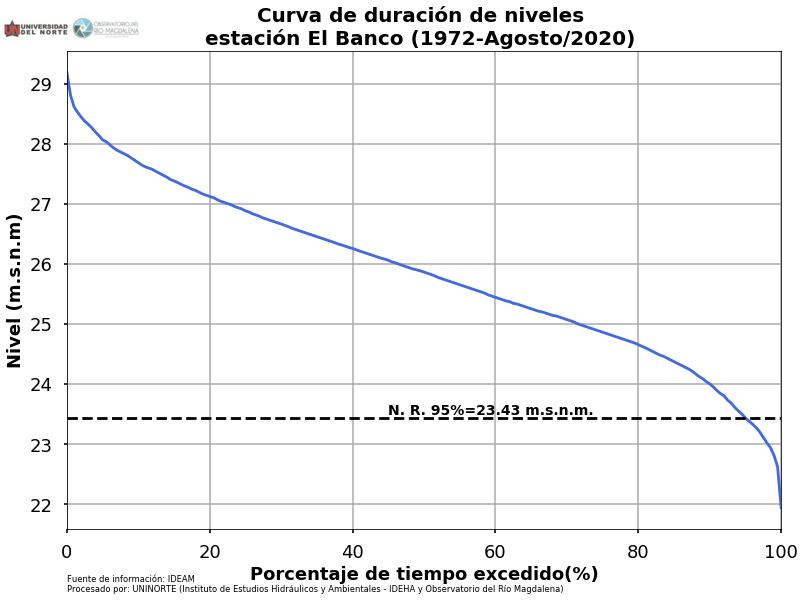 UNIVERSIDAD
DEL NORTE
OBSERVATORIO DEL
RÍO MAGDALENA
Curva de duración de niveles
estación El Banco (1972-Agosto/2020)
Nivel (m.s.n.m)
29
28
27
26
25
24
23
22
N. R. 95%=23.43 m.s.n.m.
0 20 40 60 80 100
Porcentaje de tiempo excedido(%)
Fuente de información: IDEAM
Procesado por: UNINORTE (Instituto de Estudios Hidráulicos y Ambientales - IDEHA y Observatorio del Río Magdalena)